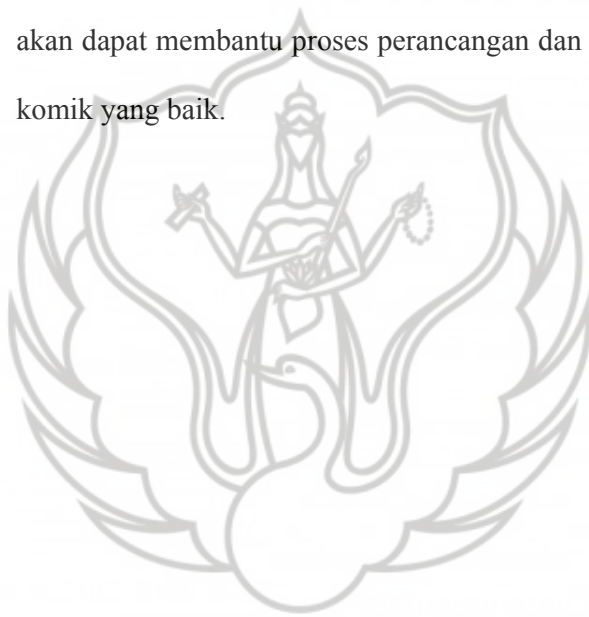 akan dapat membantu proses perancangan dan
komik yang baik.